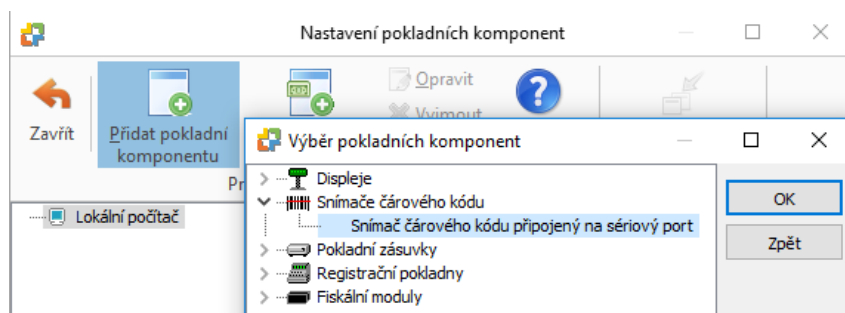 Nastavení pokladních komponent
Zavřít
Přidat pokladní
komponentu
Opravit
Vyjmout
Výběr pokladních komponent
Pr
Lokální počítač
Displeje
Snímače čárového kódu
Snímač čárového kódu připojený na sériový port
Pokladní zásuvky
Registrační pokladny
Fiskální moduly
OK
Zpět